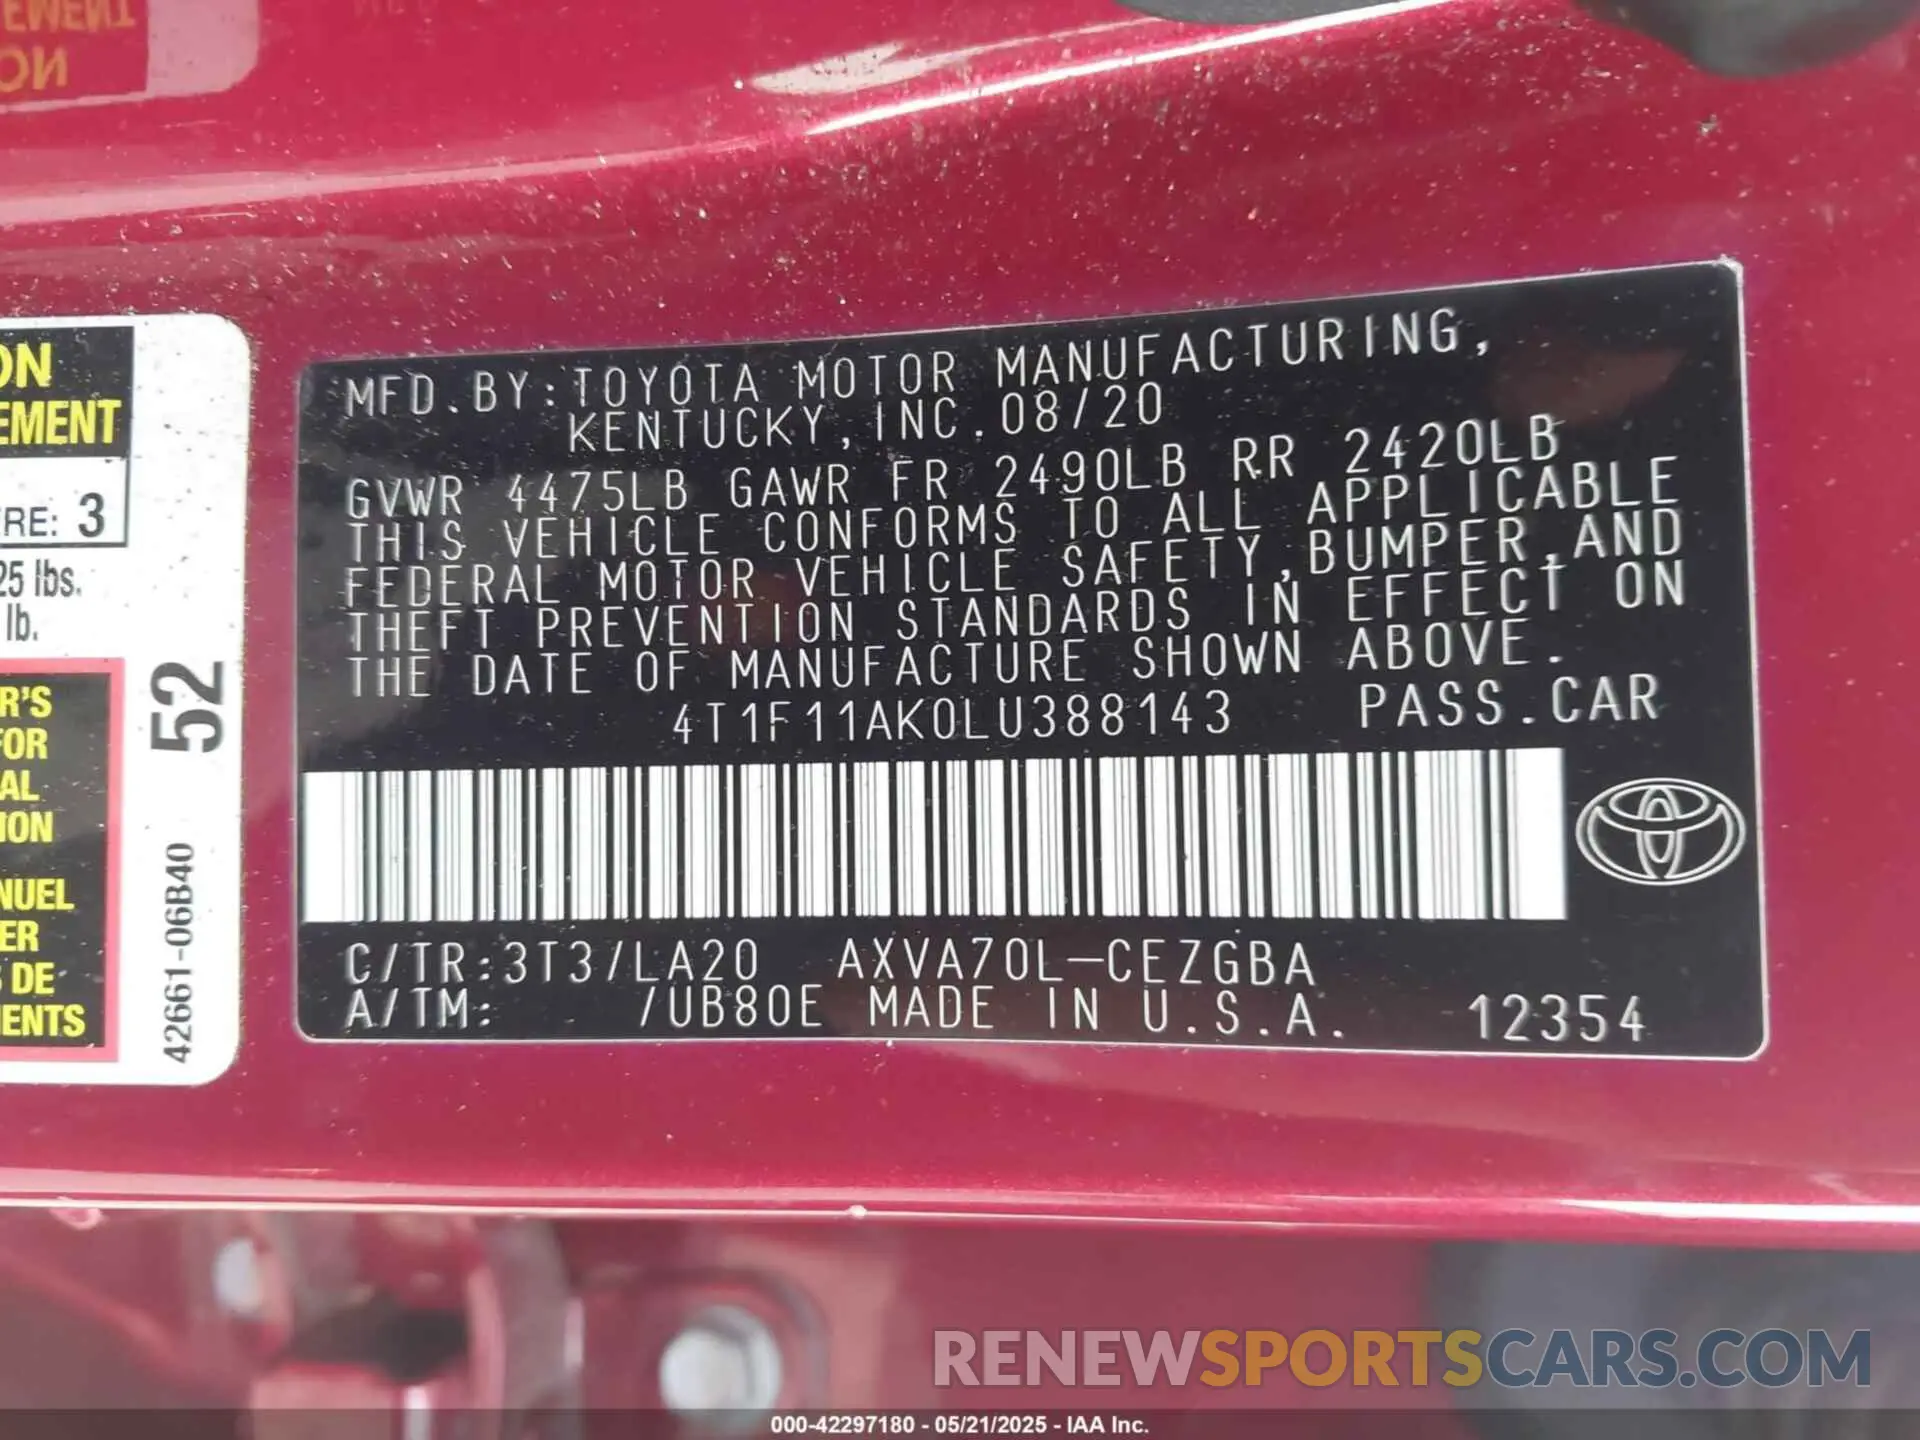 EMENT
ON
ON
EMENT
RE: 3
25 lbs.
lb.
R'S
FOR
AL
ION
NUEL
ER
S DE
MENTS
52
42661-06B40
MFD.BY:TOYOTA MOTOR MANUFACTURING,
KENTUCKY,INC.08/20
GVWR 4475LB GAWR FR 2490LB RR 2420LB
THIS VEHICLE CONFORMS TO ALL APPLICABLE
FEDERAL MOTOR VEHICLE SAFETY,BUMPER,AND
THEFT PREVENTION STANDARDS IN EFFECT ON
THE DATE OF MANUFACTURE SHOWN ABOVE.
4T1F11AK0LU388143 PASS.CAR
C/TR:3T3/LA20 AXVA70L-CEZGBA
A/TM: /UB80E MADE IN U.S.A. 12354
RENEWSPORTSCARS.COM
000-42297180 - 05/21/2025 - IAA Inc.